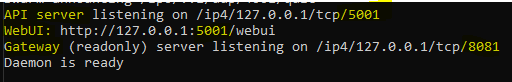 API server listening on /ip4/127.0.0.1/tcp/5001
WebUI: http://127.0.0.1:5001/webui
Gateway (readonly) server listening on /ip4/127.0.0.1/tcp/8081
Daemon is ready